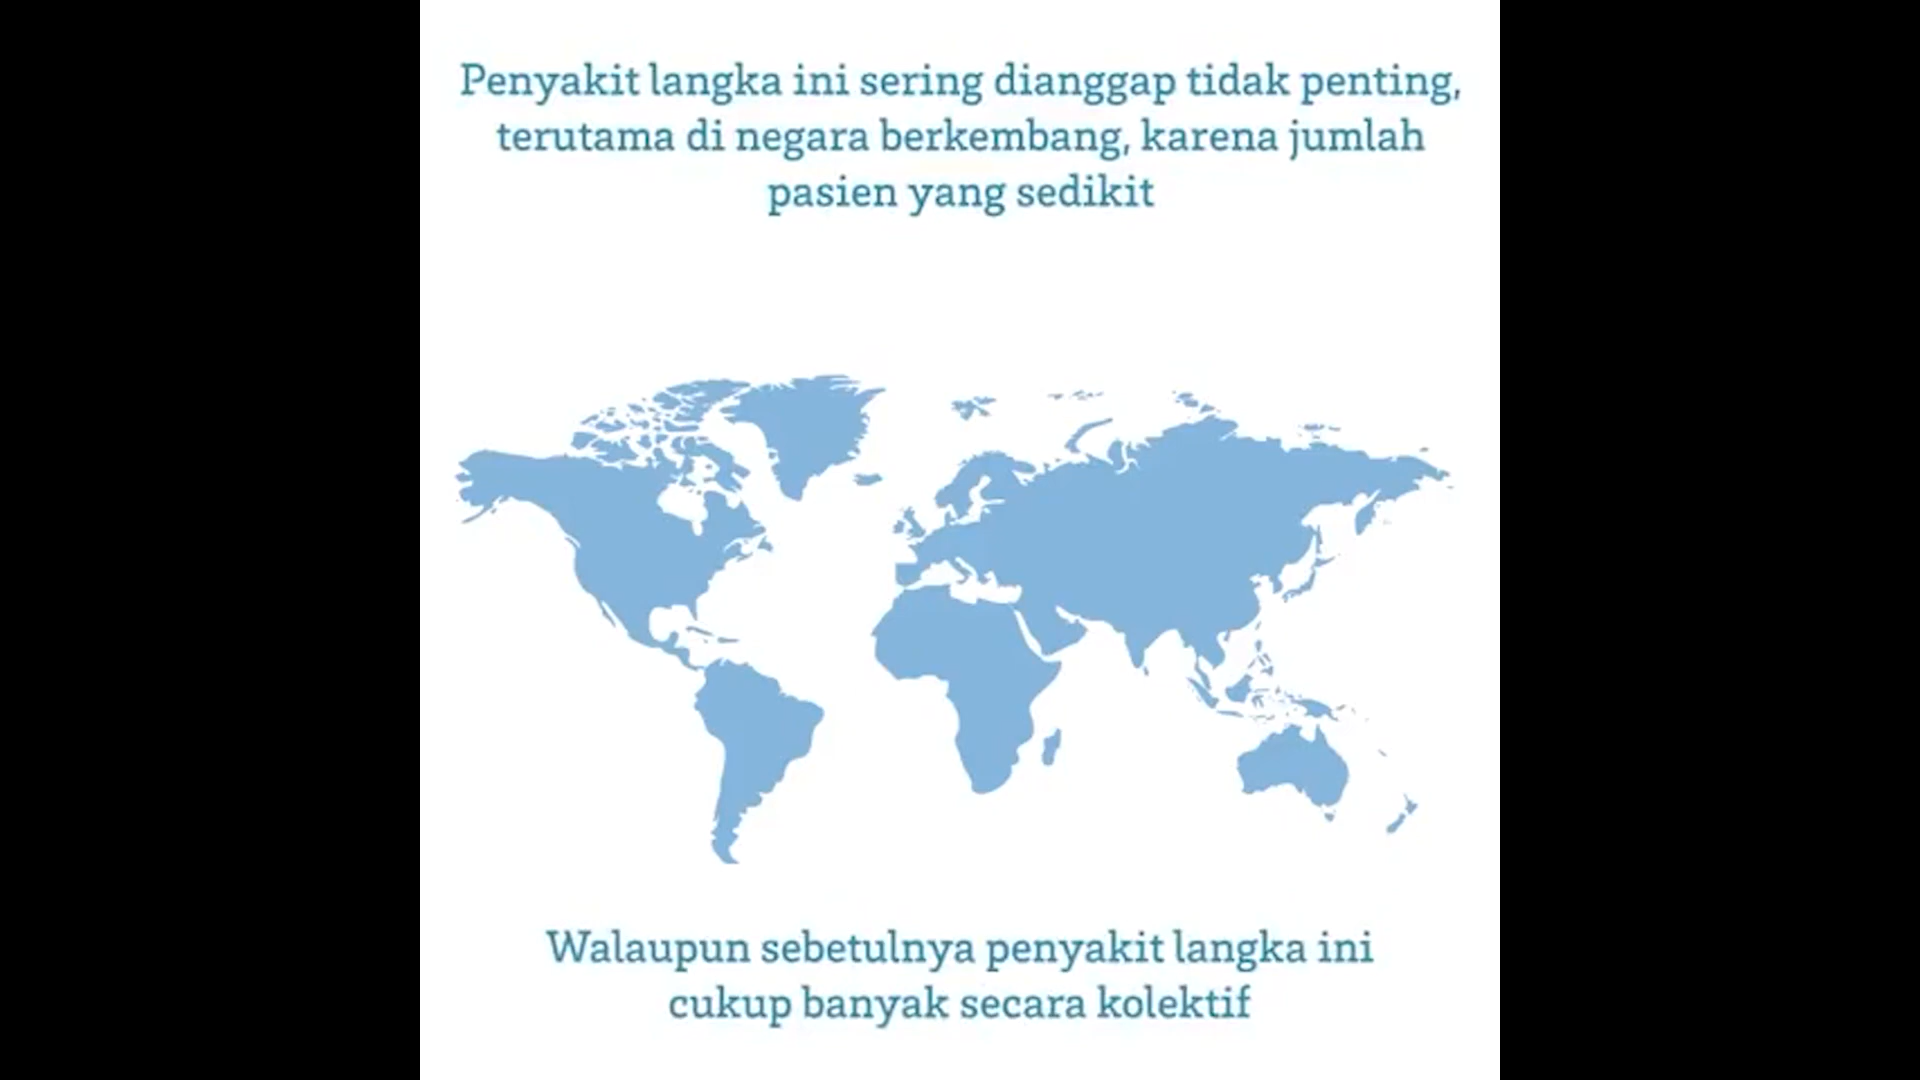 Penyakit langka ini sering dianggap tidak penting,
terutama di negara berkembang, karena jumlah
pasien yang sedikit
Walaupun sebetulnya penyakit langka ini
cukup banyak secara kolektif